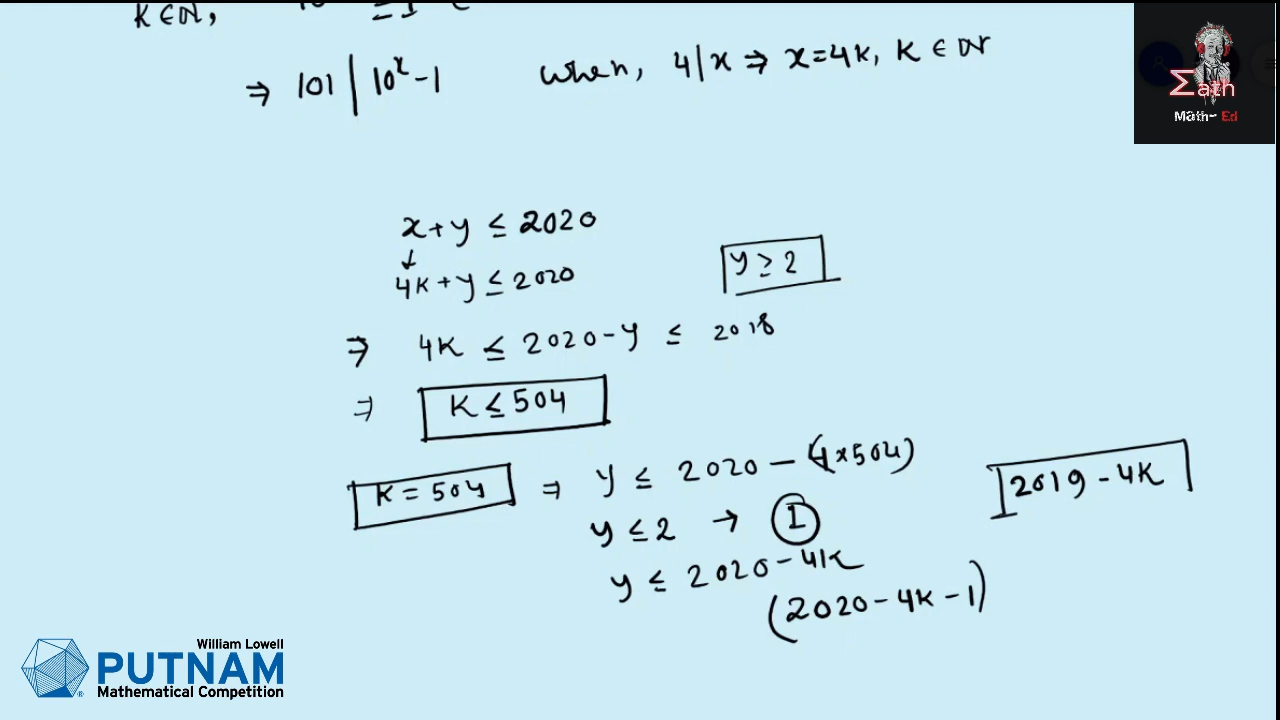 K∈N,
⇒ 101 | 10^x - 1 when, 4|x ⇒ x=4K, K ∈ N
Σath
Math- Ed
x+y ≤ 2020
↓
4K+y ≤ 2020
y ≥ 2
⇒ 4K ≤ 2020-y ≤ 2018
⇒ K ≤ 504
K = 504 ⇒ y ≤ 2020 - (4×504)
2019 - 4K
y ≤ 2 → I
y ≤ 2020 - 4K
(2020 - 4K - 1)
William Lowell
PUTNAM
Mathematical Competition